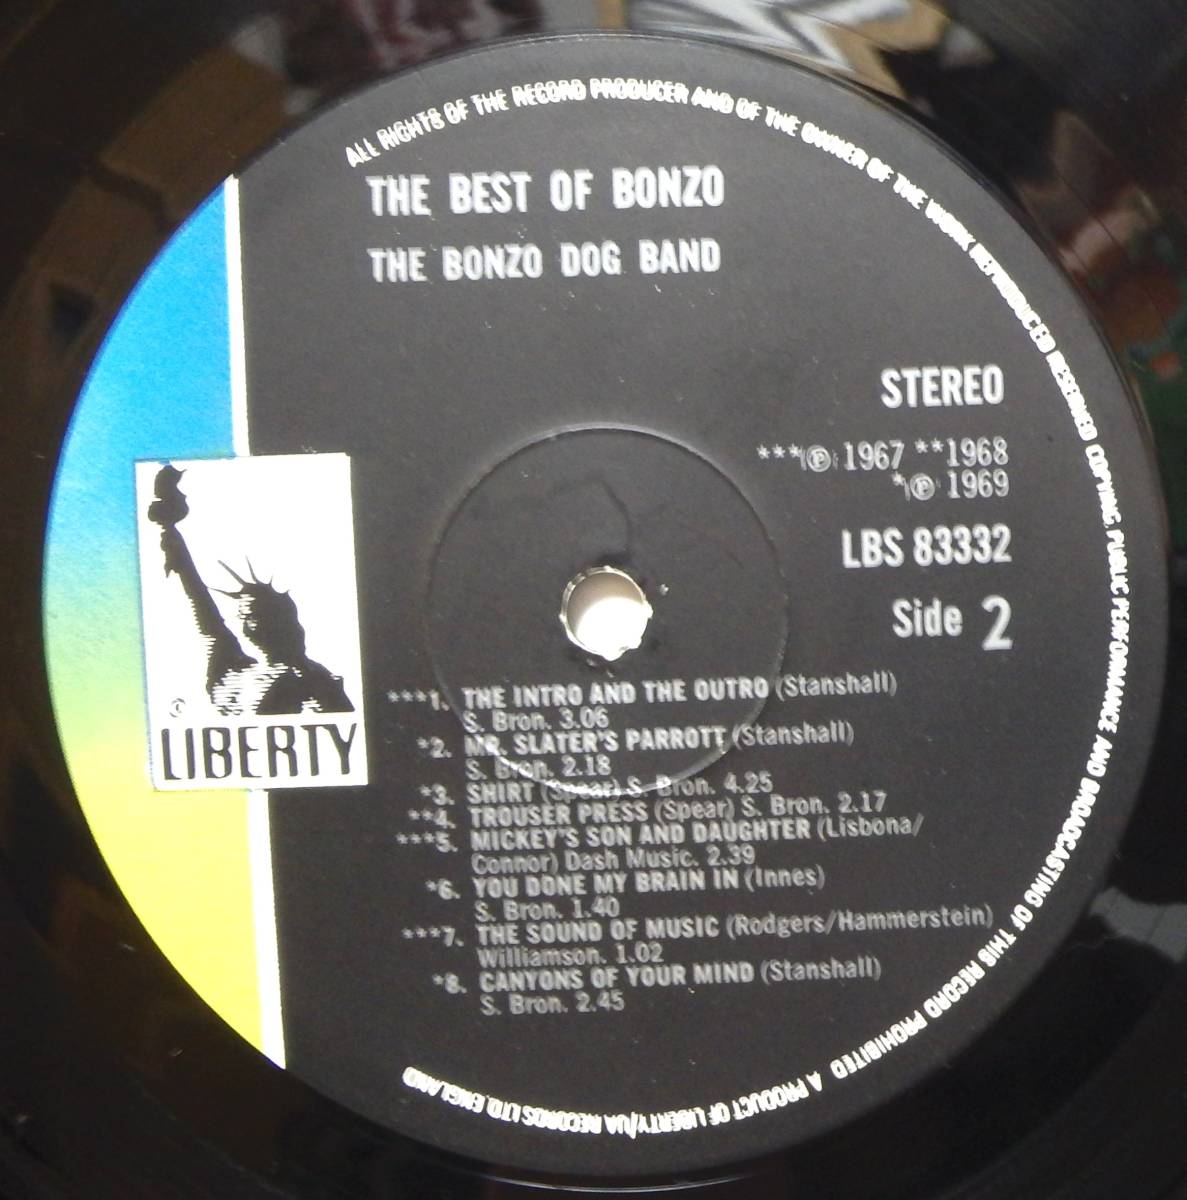 ALL RIGHTS OF THE RECORD PRODUCER AND OF THE OWNER OF THE WORK REPRODUCED RESERVED COPYING, PUBLIC PERFORMANCE AND BROADCASTING OF THIS RECORD PROHIBITED A PRODUCT OF LIBERTY/UA RECORDS LTD. ENGLAND
THE BEST OF BONZO
THE BONZO DOG BAND
STEREO
***℗ 1967 **1968
*℗ 1969
LBS 83332
Side 2
LIBERTY
***1. THE INTRO AND THE OUTRO (Stanshall)
S. Bron. 3.06
*2. MR. SLATER'S PARROTT (Stanshall)
S. Bron. 2.18
*3. SHIRT (Spear) S. Bron. 4.25
**4. TROUSER PRESS (Spear) S. Bron. 2.17
***5. MICKEY'S SON AND DAUGHTER (Lisbona/
Connor) Dash Music. 2.39
*6. YOU DONE MY BRAIN IN (Innes)
S. Bron. 1.40
***7. THE SOUND OF MUSIC (Rodgers/Hammerstein)
Williamson. 1.02
*8. CANYONS OF YOUR MIND (Stanshall)
S. Bron. 2.45